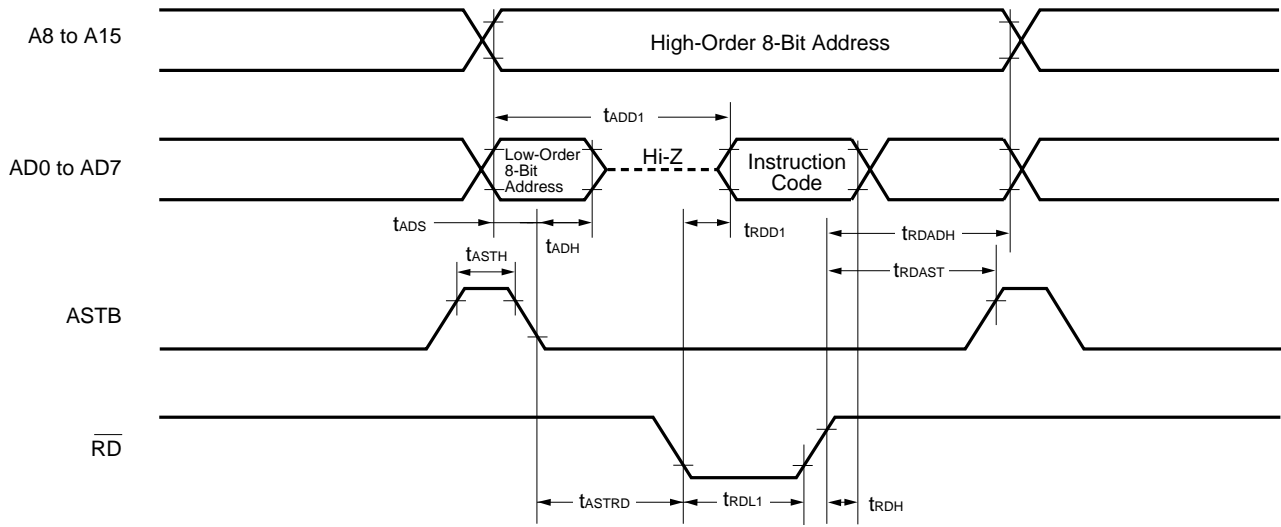 A8 to A15
High-Order 8-Bit Address
tADD1
AD0 to AD7
Low-Order
8-Bit
Address
Hi-Z
Instruction
Code
tADS
tADH
tRDD1
tRDADH
tASTH
tRDAST
ASTB
RD
tASTRD
tRDL1
tRDH